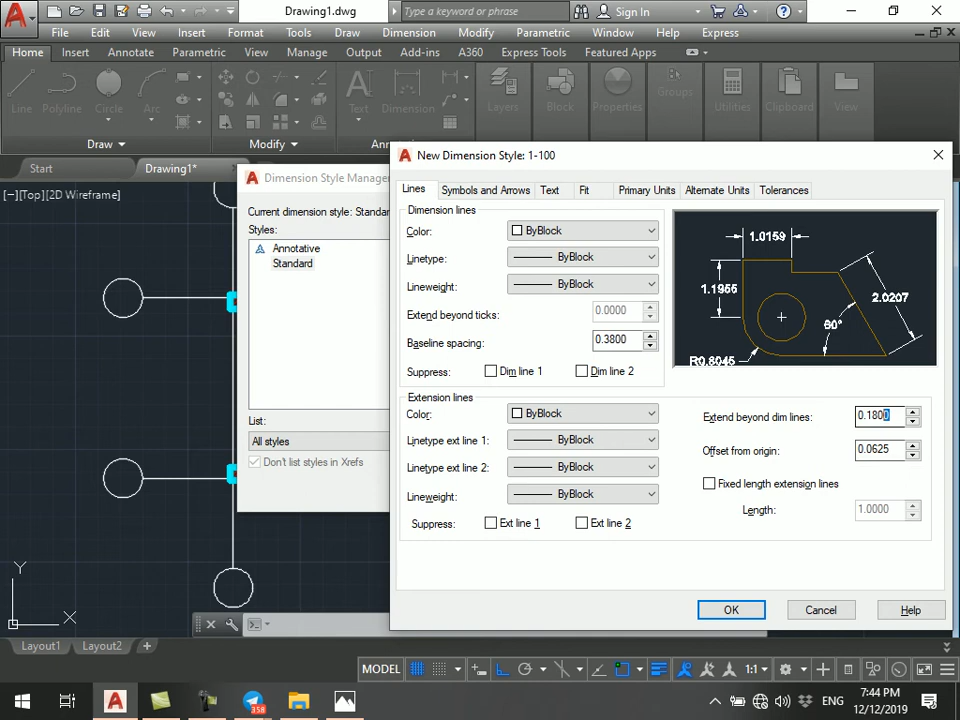 Drawing1.dwg
Type a keyword or phrase
Sign In
File Edit View Insert Format Tools Draw Dimension Modify Parametric Window Help Express
Home Insert Annotate Parametric View Manage Output Add-ins A360 Express Tools Featured Apps
Line Polyline Circle Arc Text Dimension Layers Block Properties Groups Utilities Clipboard View
Draw Modify
Start Drawing1*
[−][Top][2D Wireframe]
Dimension Style Manager
Current dimension style: Standard
Styles:
Annotative
Standard
List:
All styles
Don't list styles in Xrefs
New Dimension Style: 1-100
Lines Symbols and Arrows Text Fit Primary Units Alternate Units Tolerances
Dimension lines
Color: ByBlock
Linetype: ByBlock
Lineweight: ByBlock
Extend beyond ticks: 0.0000
Baseline spacing: 0.3800
Suppress: Dim line 1 Dim line 2
1.0159
1.1955
2.0207
60°
R0.8045
Extension lines
Color: ByBlock
Linetype ext line 1: ByBlock
Linetype ext line 2: ByBlock
Lineweight: ByBlock
Suppress: Ext line 1 Ext line 2
Extend beyond dim lines: 0.1800
Offset from origin: 0.0625
Fixed length extension lines
Length: 1.0000
OK Cancel Help
Y
X
Layout1 Layout2 +
MODEL 1:1
358
ENG
7:44 PM
12/12/2019